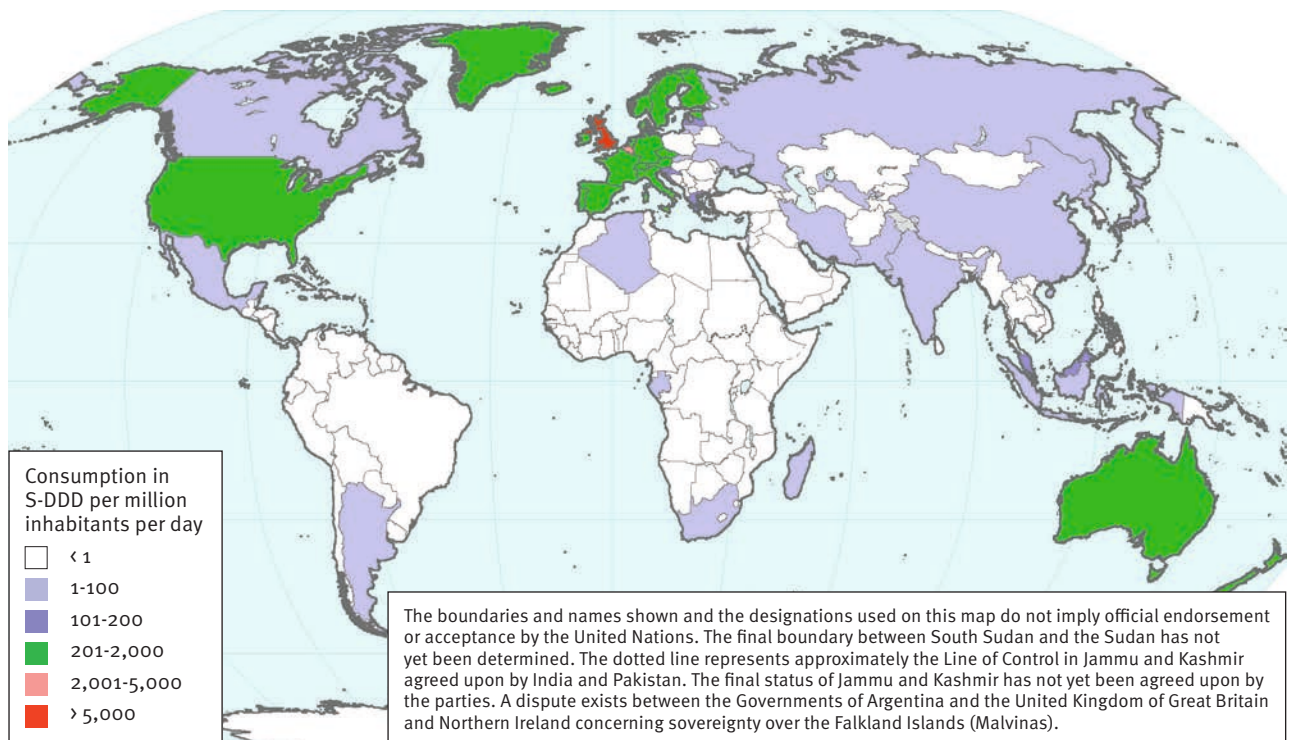 Consumption in
S-DDD per million
inhabitants per day
< 1
1-100
101-200
201-2,000
2,001-5,000
> 5,000
The boundaries and names shown and the designations used on this map do not imply official endorsement
or acceptance by the United Nations. The final boundary between South Sudan and the Sudan has not
yet been determined. The dotted line represents approximately the Line of Control in Jammu and Kashmir
agreed upon by India and Pakistan. The final status of Jammu and Kashmir has not yet been agreed upon by
the parties. A dispute exists between the Governments of Argentina and the United Kingdom of Great Britain
and Northern Ireland concerning sovereignty over the Falkland Islands (Malvinas).